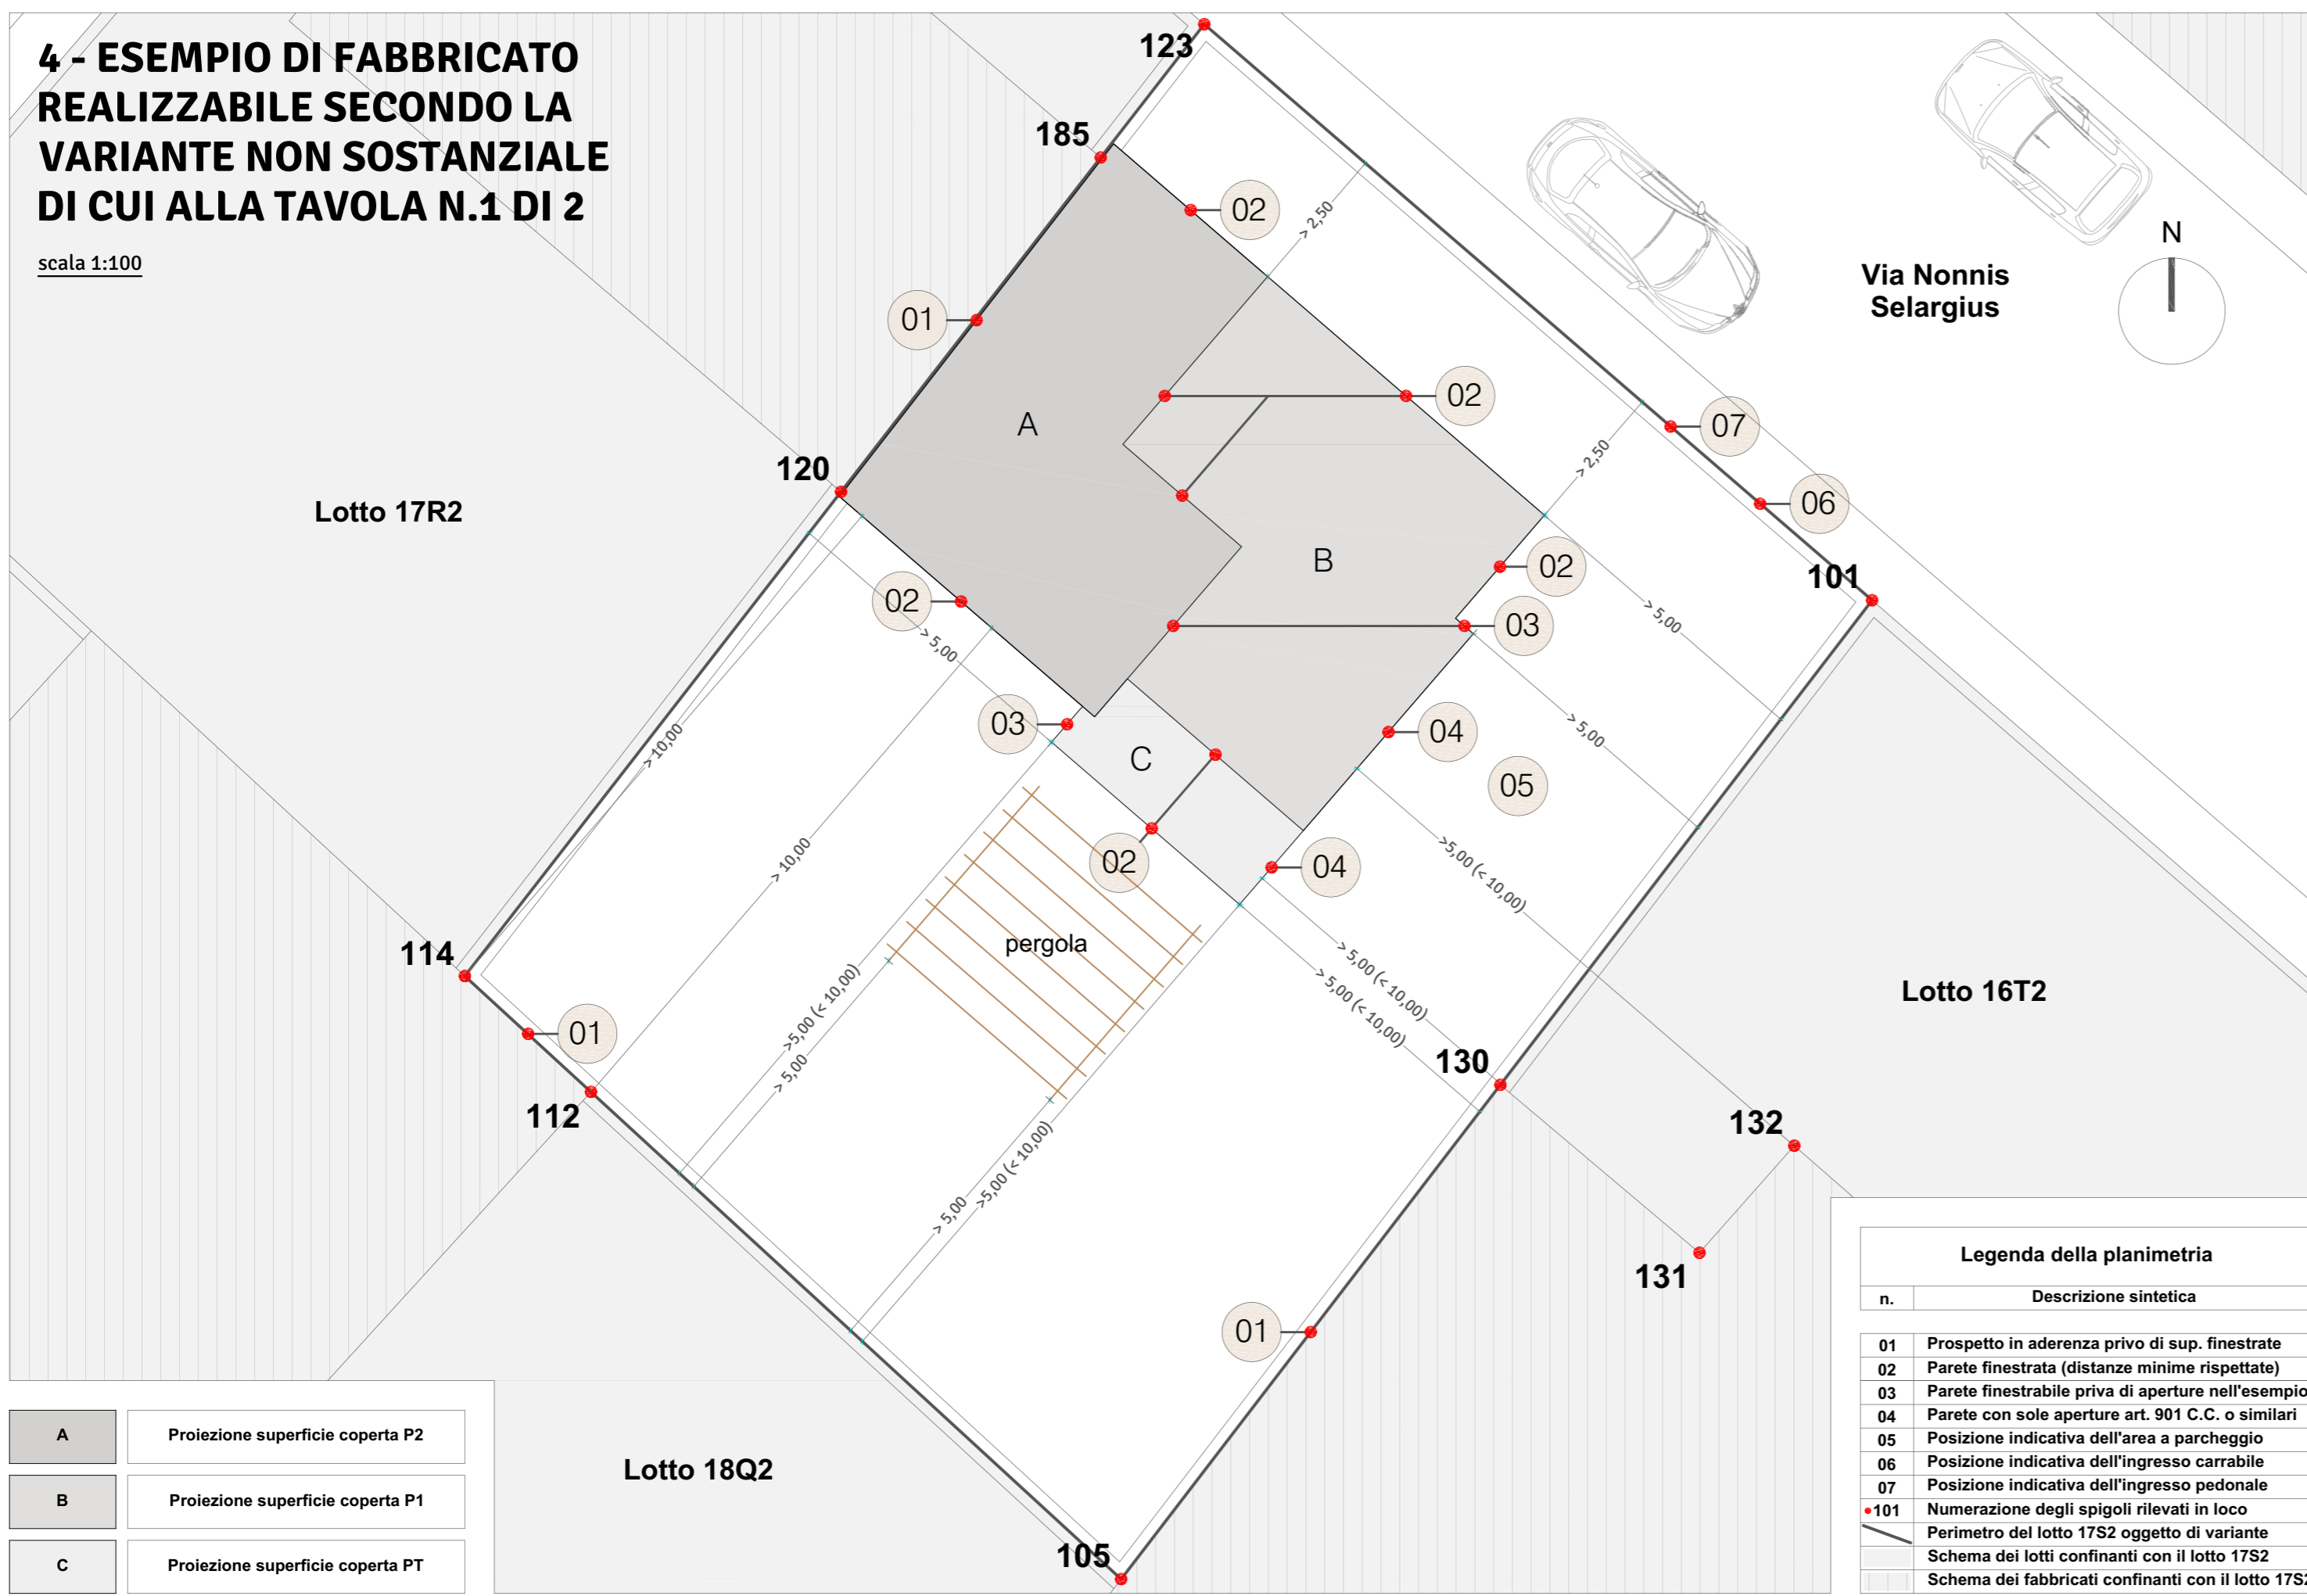 4 - ESEMPIO DI FABBRICATO
REALIZZABILE SECONDO LA
VARIANTE NON SOSTANZIALE
DI CUI ALLA TAVOLA N.1 DI 2
scala 1:100
123
185
02
> 2,50
N
Via Nonnis
Selargius
01
A
02
07
> 2,50
120
Lotto 17R2
06
B
02
101
02
> 5,00
03
> 5,00
03
> 10,00
04
> 5,00
C
05
02
04
> 10,00
>5,00 (< 10,00)
pergola
114
> 5,00 (< 10,00)
> 5,00 (< 10,00)
>5,00 (< 10,00)
> 5,00
Lotto 16T2
01
130
112
132
>5,00 (< 10,00)
> 5,00
131
01
Lotto 18Q2
105
A
Proiezione superficie coperta P2
B
Proiezione superficie coperta P1
C
Proiezione superficie coperta PT
Legenda della planimetria
n. Descrizione sintetica
01 Prospetto in aderenza privo di sup. finestrate
02 Parete finestrata (distanze minime rispettate)
03 Parete finestrabile priva di aperture nell'esempio
04 Parete con sole aperture art. 901 C.C. o similari
05 Posizione indicativa dell'area a parcheggio
06 Posizione indicativa dell'ingresso carrabile
07 Posizione indicativa dell'ingresso pedonale
101 Numerazione degli spigoli rilevati in loco
Perimetro del lotto 17S2 oggetto di variante
Schema dei lotti confinanti con il lotto 17S2
Schema dei fabbricati confinanti con il lotto 17S2